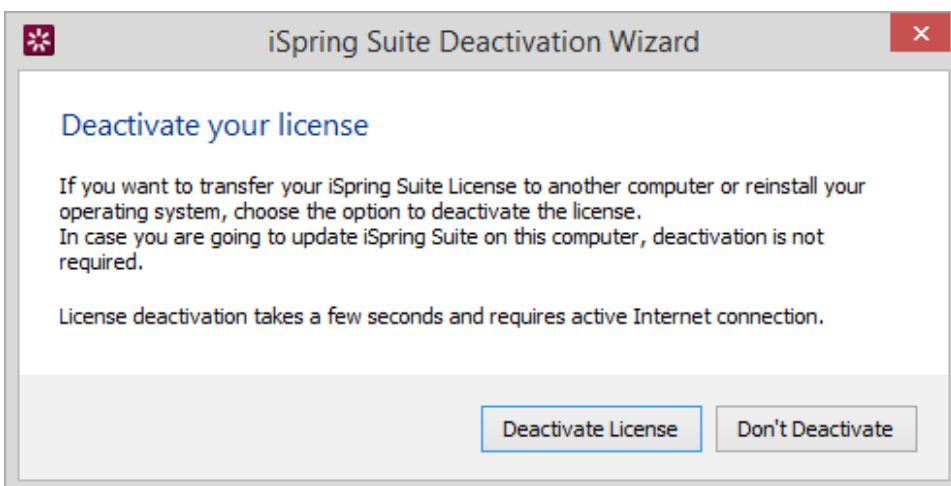 iSpring Suite Deactivation Wizard
Deactivate your license
If you want to transfer your iSpring Suite License to another computer or reinstall your
operating system, choose the option to deactivate the license.
In case you are going to update iSpring Suite on this computer, deactivation is not
required.
License deactivation takes a few seconds and requires active Internet connection.
Deactivate License Don't Deactivate